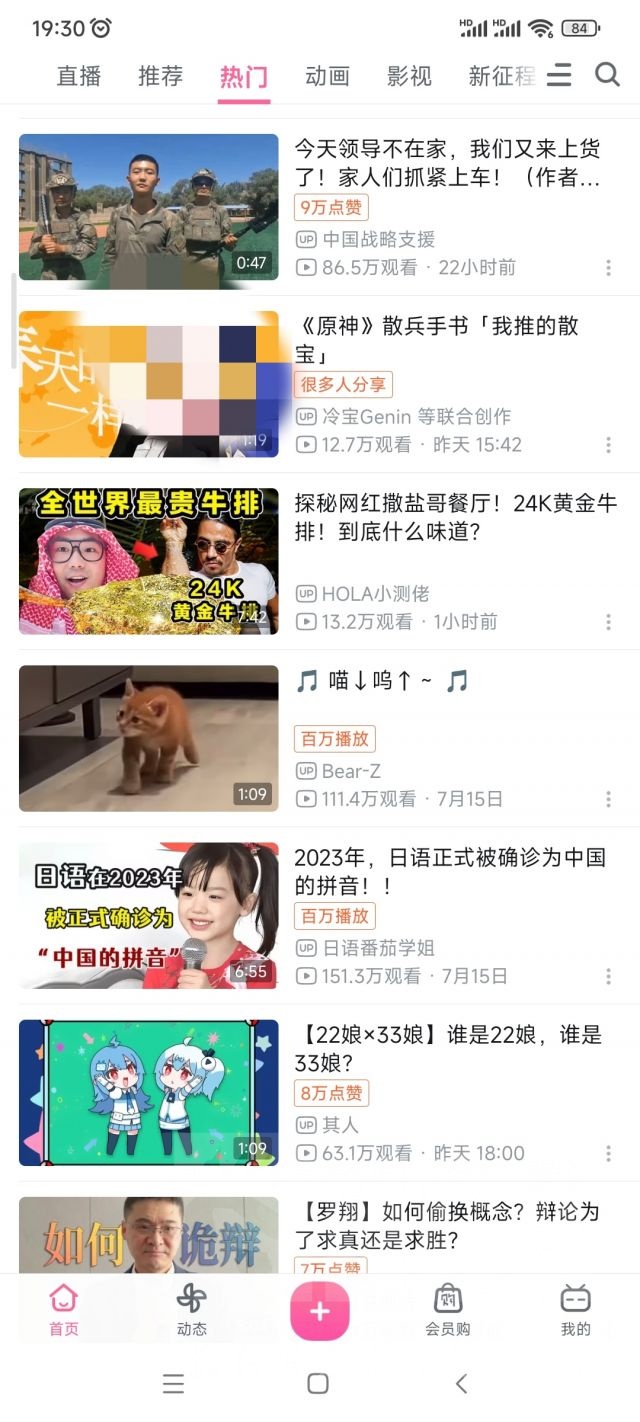 19:30
HD HD 6 84
直播 推荐 热门 动画 影视 新征程
今天领导不在家，我们又来上货
了！家人们抓紧上车！（作者...
9万点赞
UP 中国战略支援
0:47
86.5万观看 · 22小时前
《原神》散兵手书「我推的散
宝」
天
一样
很多人分享
UP 冷宝Genin 等联合创作
1:19
12.7万观看 · 昨天 15:42
全世界最贵牛排
探秘网红撒盐哥餐厅！24K黄金牛
排！到底什么味道？
24K
黄金牛排
7:42
UP HOLA小测佬
13.2万观看 · 1小时前
🎵 喵↓呜↑ ~ 🎵
百万播放
UP Bear-Z
1:09
111.4万观看 · 7月15日
2023年，日语正式被确诊为中国
的拼音！！
日语在2023年
被正式确诊为
“中国的拼音”
百万播放
UP 日语番茄学姐
6:55
151.3万观看 · 7月15日
【22娘×33娘】谁是22娘，谁是
33娘？
8万点赞
UP 其人
1:09
63.1万观看 · 昨天 18:00
【罗翔】如何偷换概念？辩论为
了求真还是求胜？
如何 诡辩
7万点赞
购
首页 动态 会员购 我的